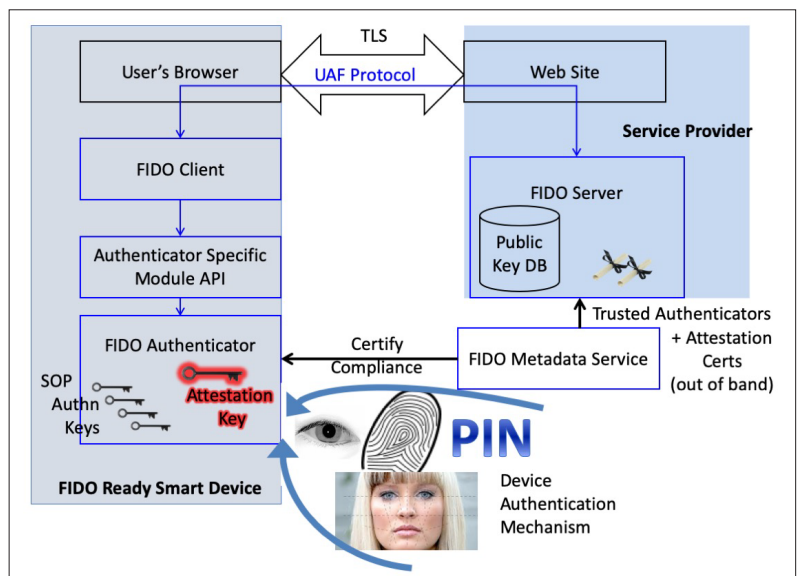 TLS
User's Browser
UAF Protocol
Web Site
Service Provider
FIDO Client
FIDO Server
Public
Key DB
Authenticator Specific
Module API
Trusted Authenticators
+ Attestation
Certs
(out of band)
FIDO Authenticator
Certify
Compliance
FIDO Metadata Service
SOP
Authn
Keys
Attestation
Key
PIN
FIDO Ready Smart Device
Device
Authentication
Mechanism